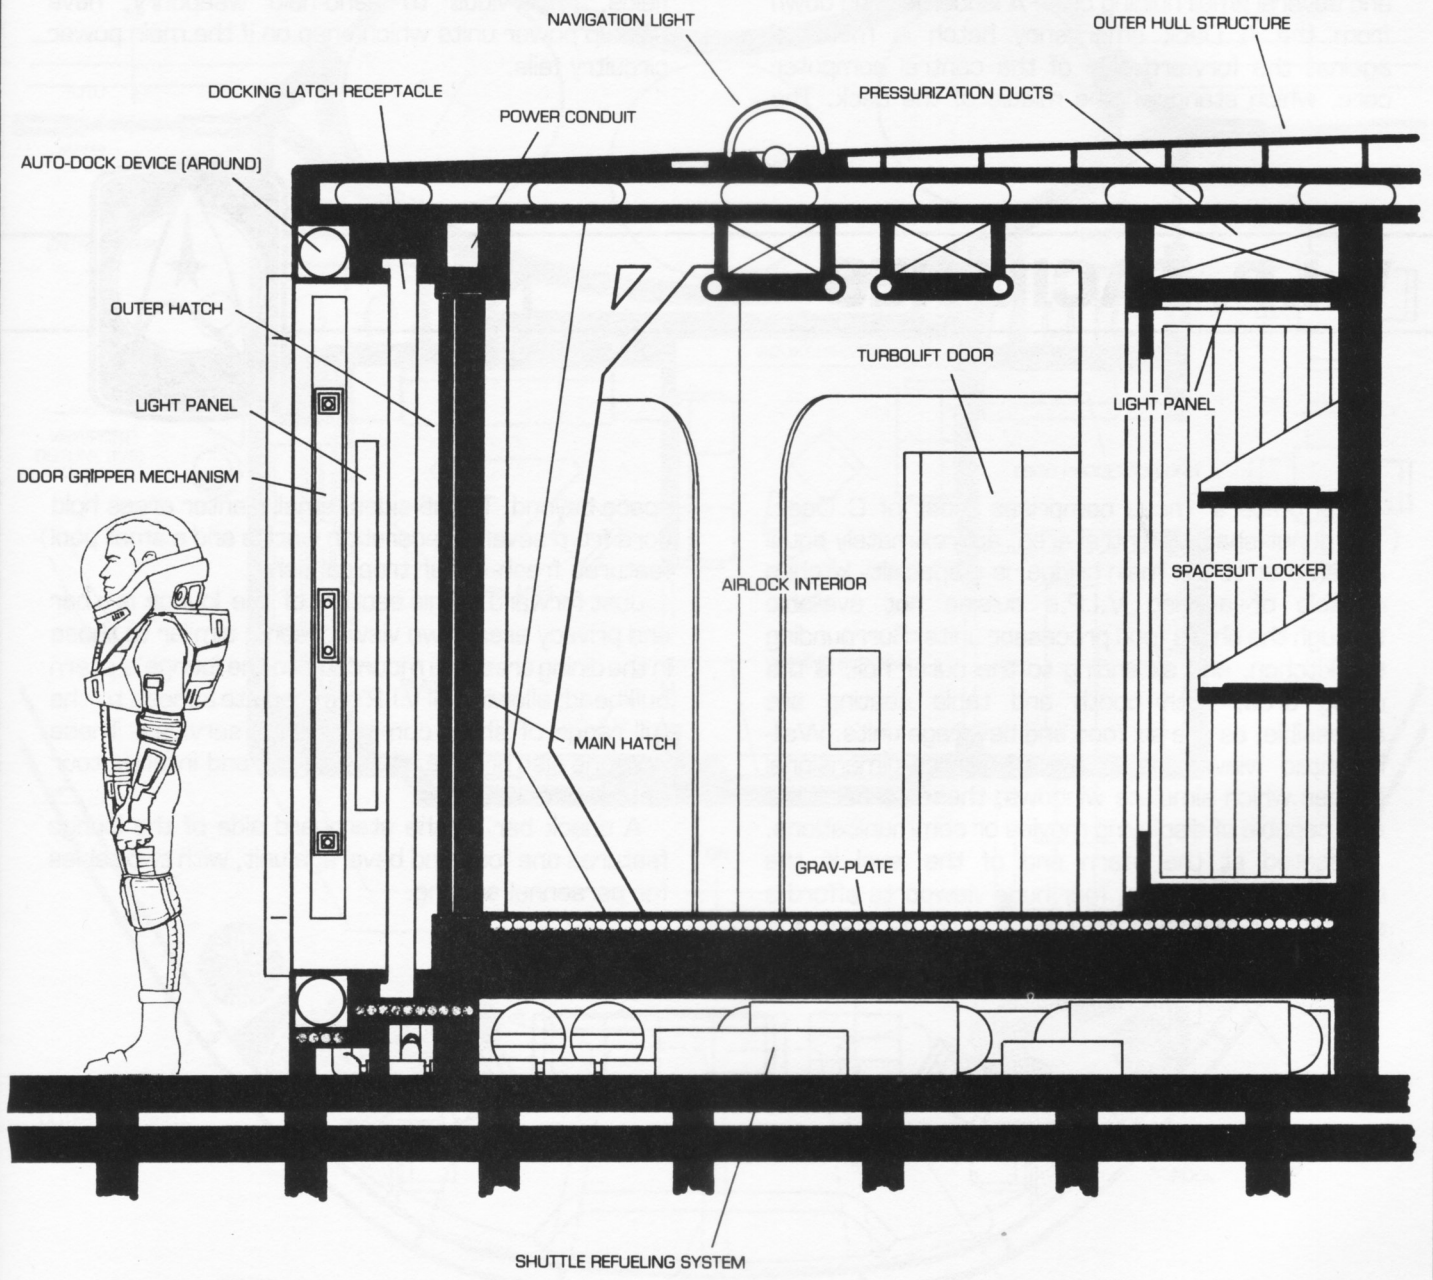 NAVIGATION LIGHT
OUTER HULL STRUCTURE
DOCKING LATCH RECEPTACLE
PRESSURIZATION DUCTS
POWER CONDUIT
AUTO-DOCK DEVICE (AROUND)
OUTER HATCH
TURBOLIFT DOOR
LIGHT PANEL
LIGHT PANEL
DOOR GRIPPER MECHANISM
SPACESUIT LOCKER
AIRLOCK INTERIOR
MAIN HATCH
GRAV-PLATE
SHUTTLE REFUELING SYSTEM